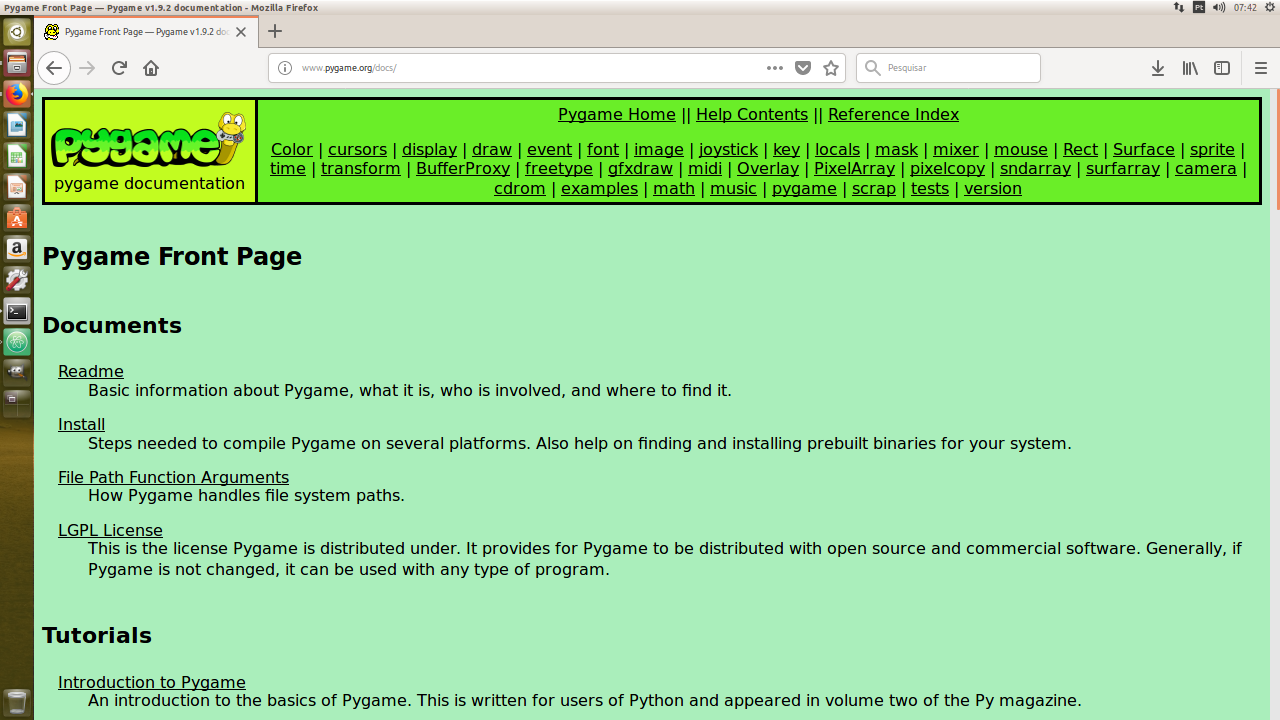 Pygame Front Page — Pygame v1.9.2 documentation - Mozilla Firefox
Pt
07:42
Pygame Front Page — Pygame v1.9.2 doc
www.pygame.org/docs/
Pesquisar
pygame
pygame documentation
Pygame Home || Help Contents || Reference Index
Color | cursors | display | draw | event | font | image | joystick | key | locals | mask | mixer | mouse | Rect | Surface | sprite |
time | transform | BufferProxy | freetype | gfxdraw | midi | Overlay | PixelArray | pixelcopy | sndarray | surfarray | camera |
cdrom | examples | math | music | pygame | scrap | tests | version
Pygame Front Page
Documents
Readme
Basic information about Pygame, what it is, who is involved, and where to find it.
Install
Steps needed to compile Pygame on several platforms. Also help on finding and installing prebuilt binaries for your system.
File Path Function Arguments
How Pygame handles file system paths.
LGPL License
This is the license Pygame is distributed under. It provides for Pygame to be distributed with open source and commercial software. Generally, if
Pygame is not changed, it can be used with any type of program.
Tutorials
Introduction to Pygame
An introduction to the basics of Pygame. This is written for users of Python and appeared in volume two of the Py magazine.